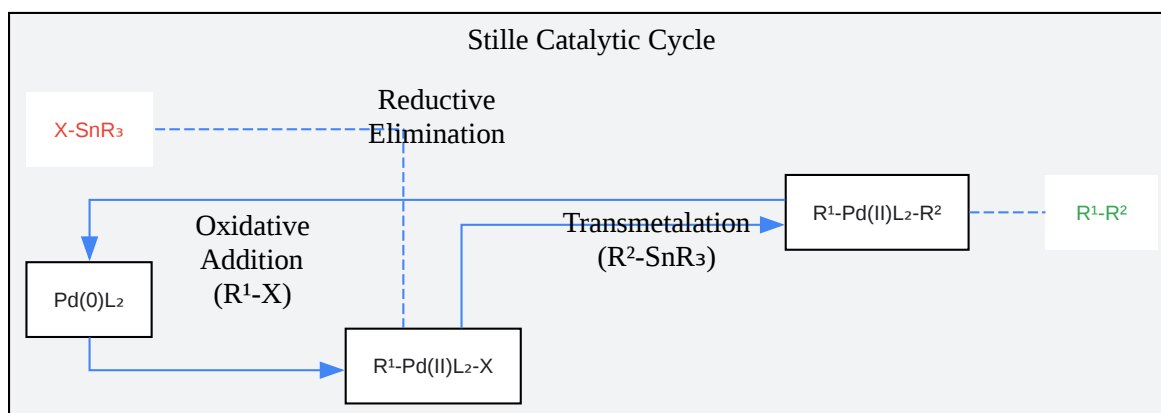 Stille Catalytic Cycle
Reductive
Elimination
X-SnR₃
R¹-Pd(II)L₂-R²
R¹-R²
Oxidative
Addition
(R¹-X)
Transmetalation
(R²-SnR₃)
Pd(0)L₂
R¹-Pd(II)L₂-X